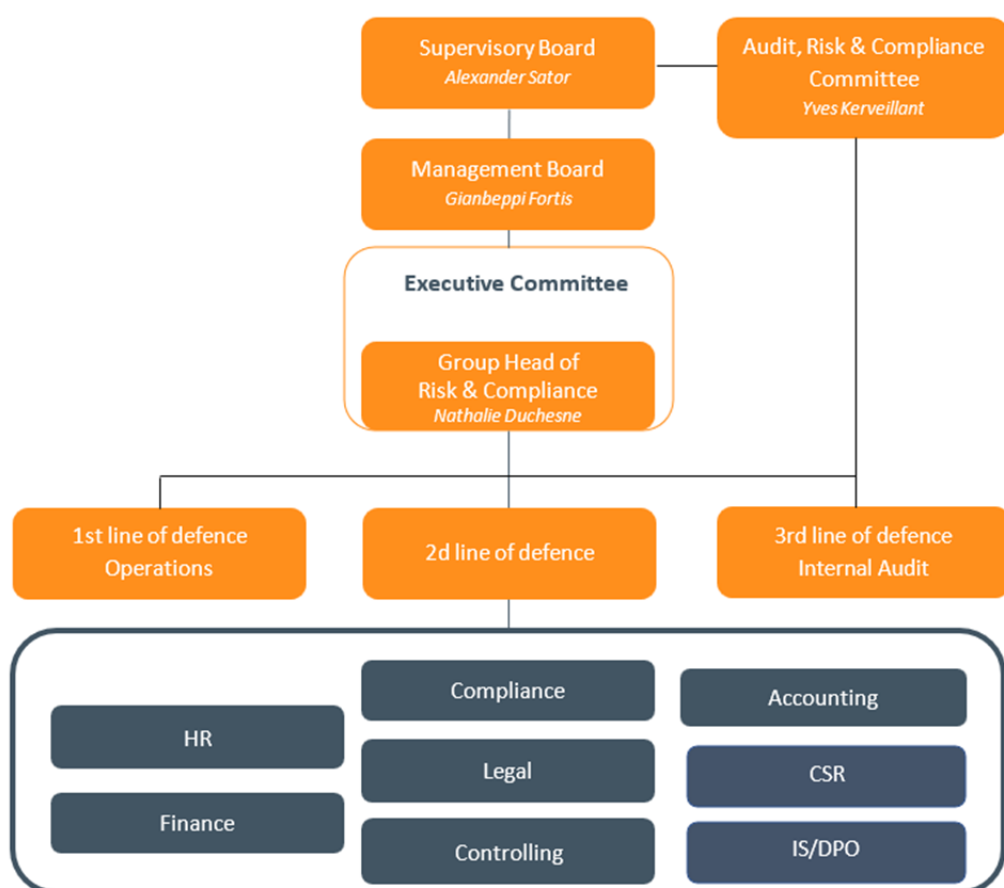 Supervisory Board
Alexander Sator
Audit, Risk & Compliance
Committee
Yves Kerveillant
Management Board
Gianbeppi Fortis
Executive Committee
Group Head of
Risk & Compliance
Nathalie Duchesne
1st line of defence
Operations
2d line of defence
3rd line of defence
Internal Audit
HR
Finance
Compliance
Legal
Controlling
Accounting
CSR
IS/DPO